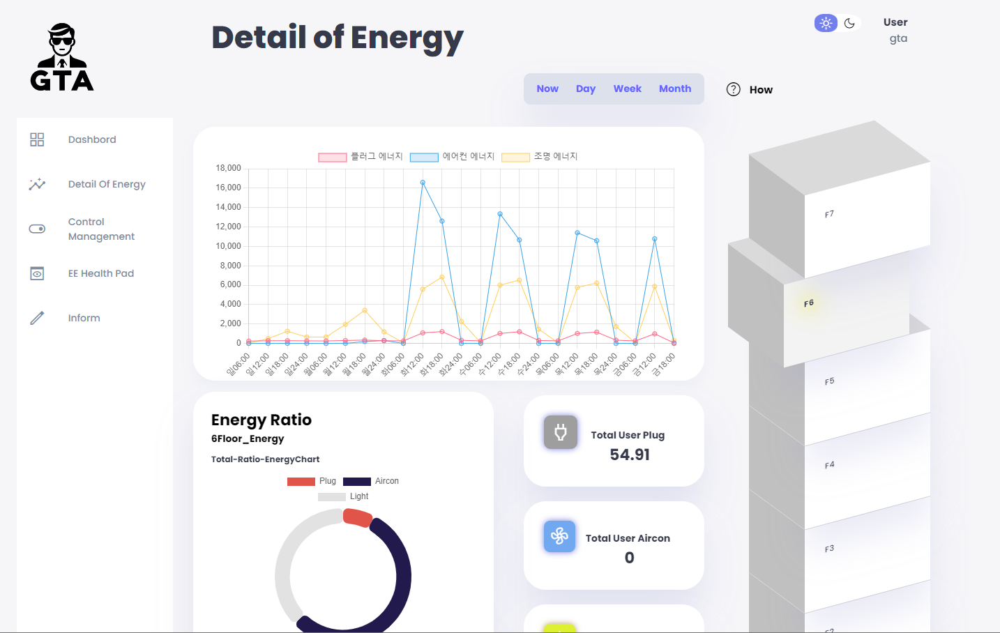 GTA
Detail of Energy
User
gta
Now Day Week Month
How
Dashbord
Detail Of Energy
Control
Management
EE Health Pad
Inform
플러그 에너지 에어컨 에너지 조명 에너지
18,000
16,000
14,000
12,000
10,000
8,000
6,000
4,000
2,000
0
일06:00 일12:00 일18:00 일24:00 월06:00 월12:00 월18:00 월24:00 화06:00 화12:00 화18:00 화24:00 수06:00 수12:00 수18:00 수24:00 목06:00 목12:00 목18:00 목24:00 금06:00 금12:00 금18:00
Energy Ratio
6Floor_Energy
Total-Ratio-EnergyChart
Plug Aircon
Light
Total User Plug
54.91
Total User Aircon
0
F7
F6
F5
F4
F3
F2